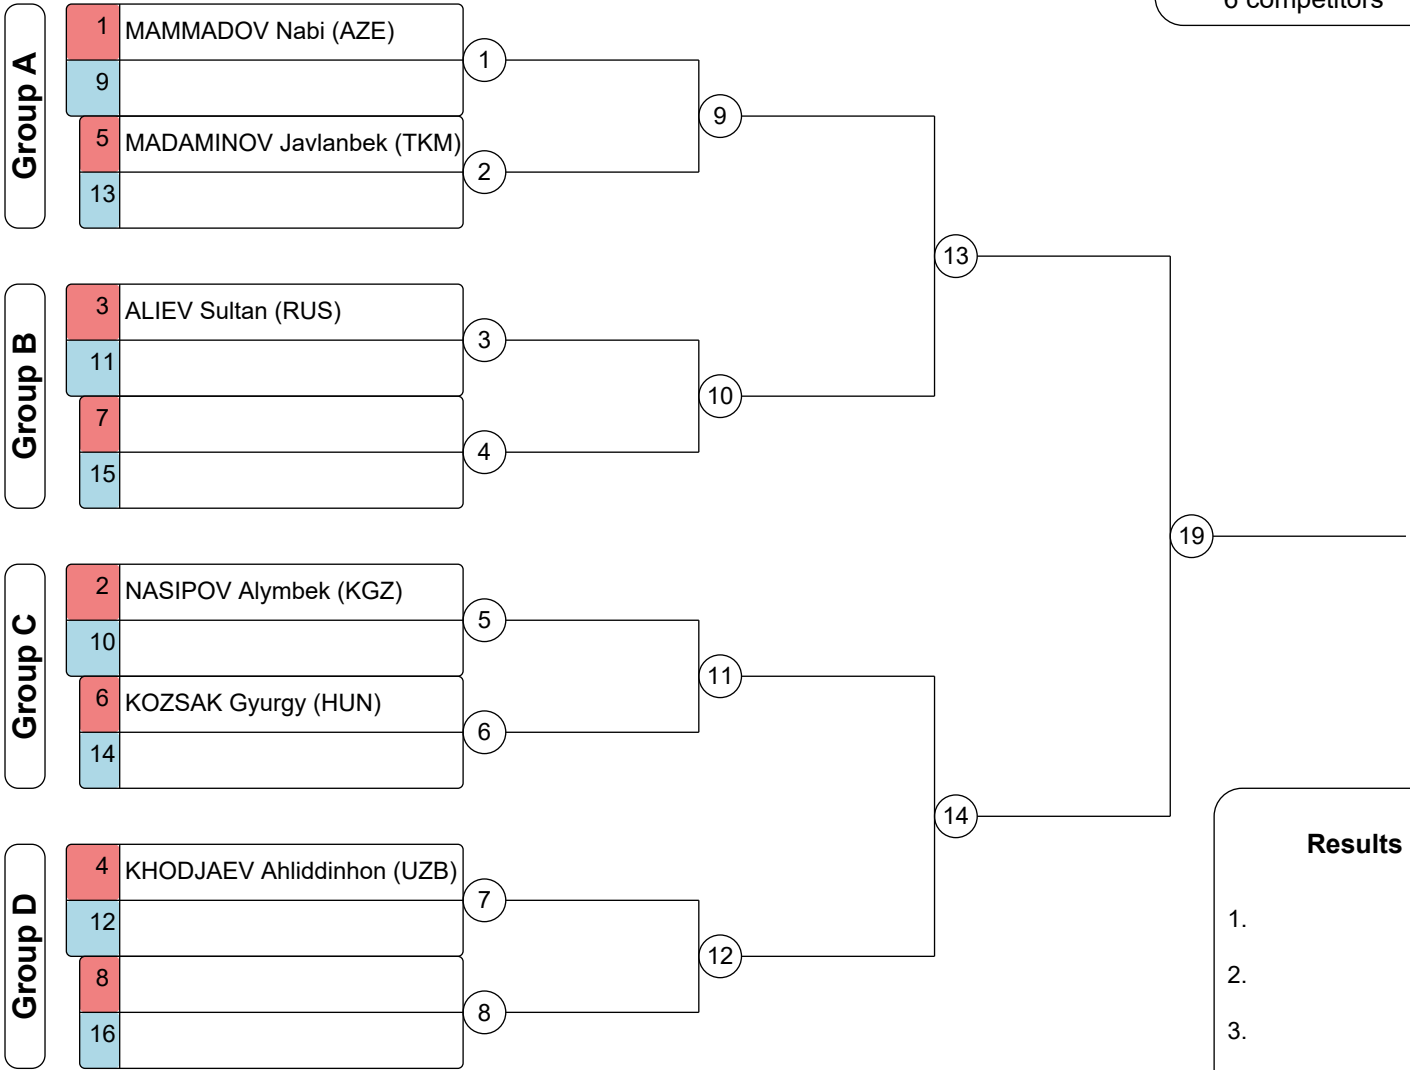 6 competitors
Group A
1 MAMMADOV Nabi (AZE)
9
5 MADAMINOV Javlanbek (TKM)
13
1
2
9
Group B
3 ALIEV Sultan (RUS)
11
7
15
3
4
10
13
Group C
2 NASIPOV Alymbek (KGZ)
10
6 KOZSAK Gyurgy (HUN)
14
5
6
11
Group D
4 KHODJAEV Ahliddinhon (UZB)
12
8
16
7
8
12
14
19
Results
1.
2.
3.